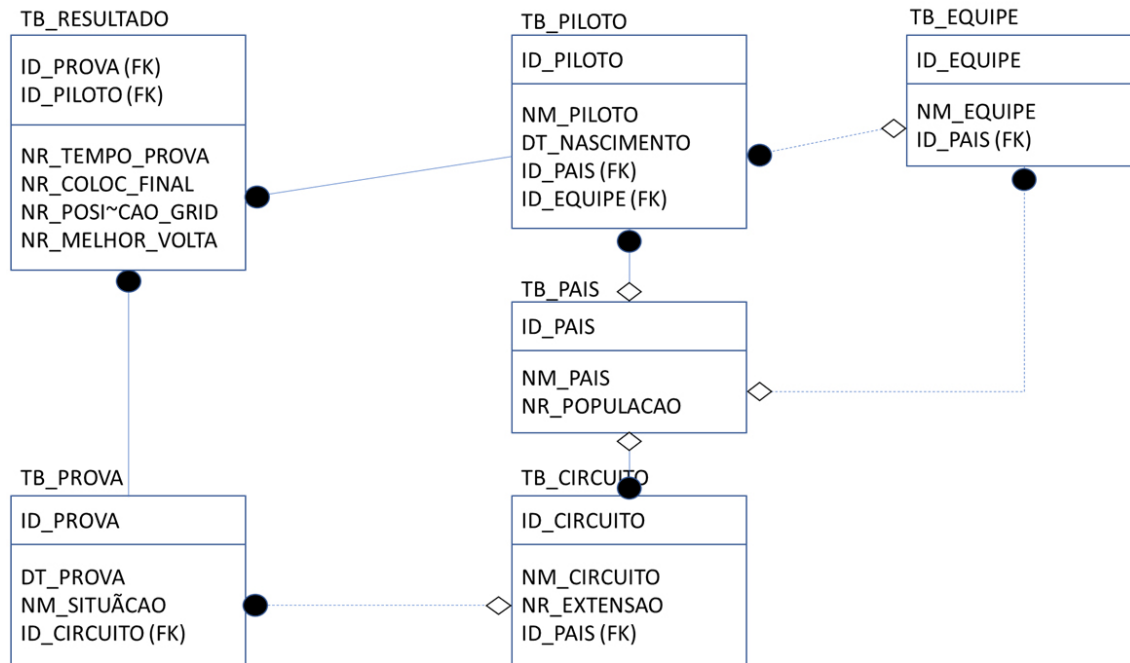 TB_RESULTADO
ID_PROVA (FK)
ID_PILOTO (FK)
NR_TEMPO_PROVA
NR_COLOC_FINAL
NR_POSI~CAO_GRID
NR_MELHOR_VOLTA
TB_PILOTO
ID_PILOTO
NM_PILOTO
DT_NASCIMENTO
ID_PAIS (FK)
ID_EQUIPE (FK)
TB_EQUIPE
ID_EQUIPE
NM_EQUIPE
ID_PAIS (FK)
TB_PAIS
ID_PAIS
NM_PAIS
NR_POPULACAO
TB_PROVA
ID_PROVA
DT_PROVA
NM_SITUÃCAO
ID_CIRCUITO (FK)
TB_CIRCUITO
ID_CIRCUITO
NM_CIRCUITO
NR_EXTENSAO
ID_PAIS (FK)